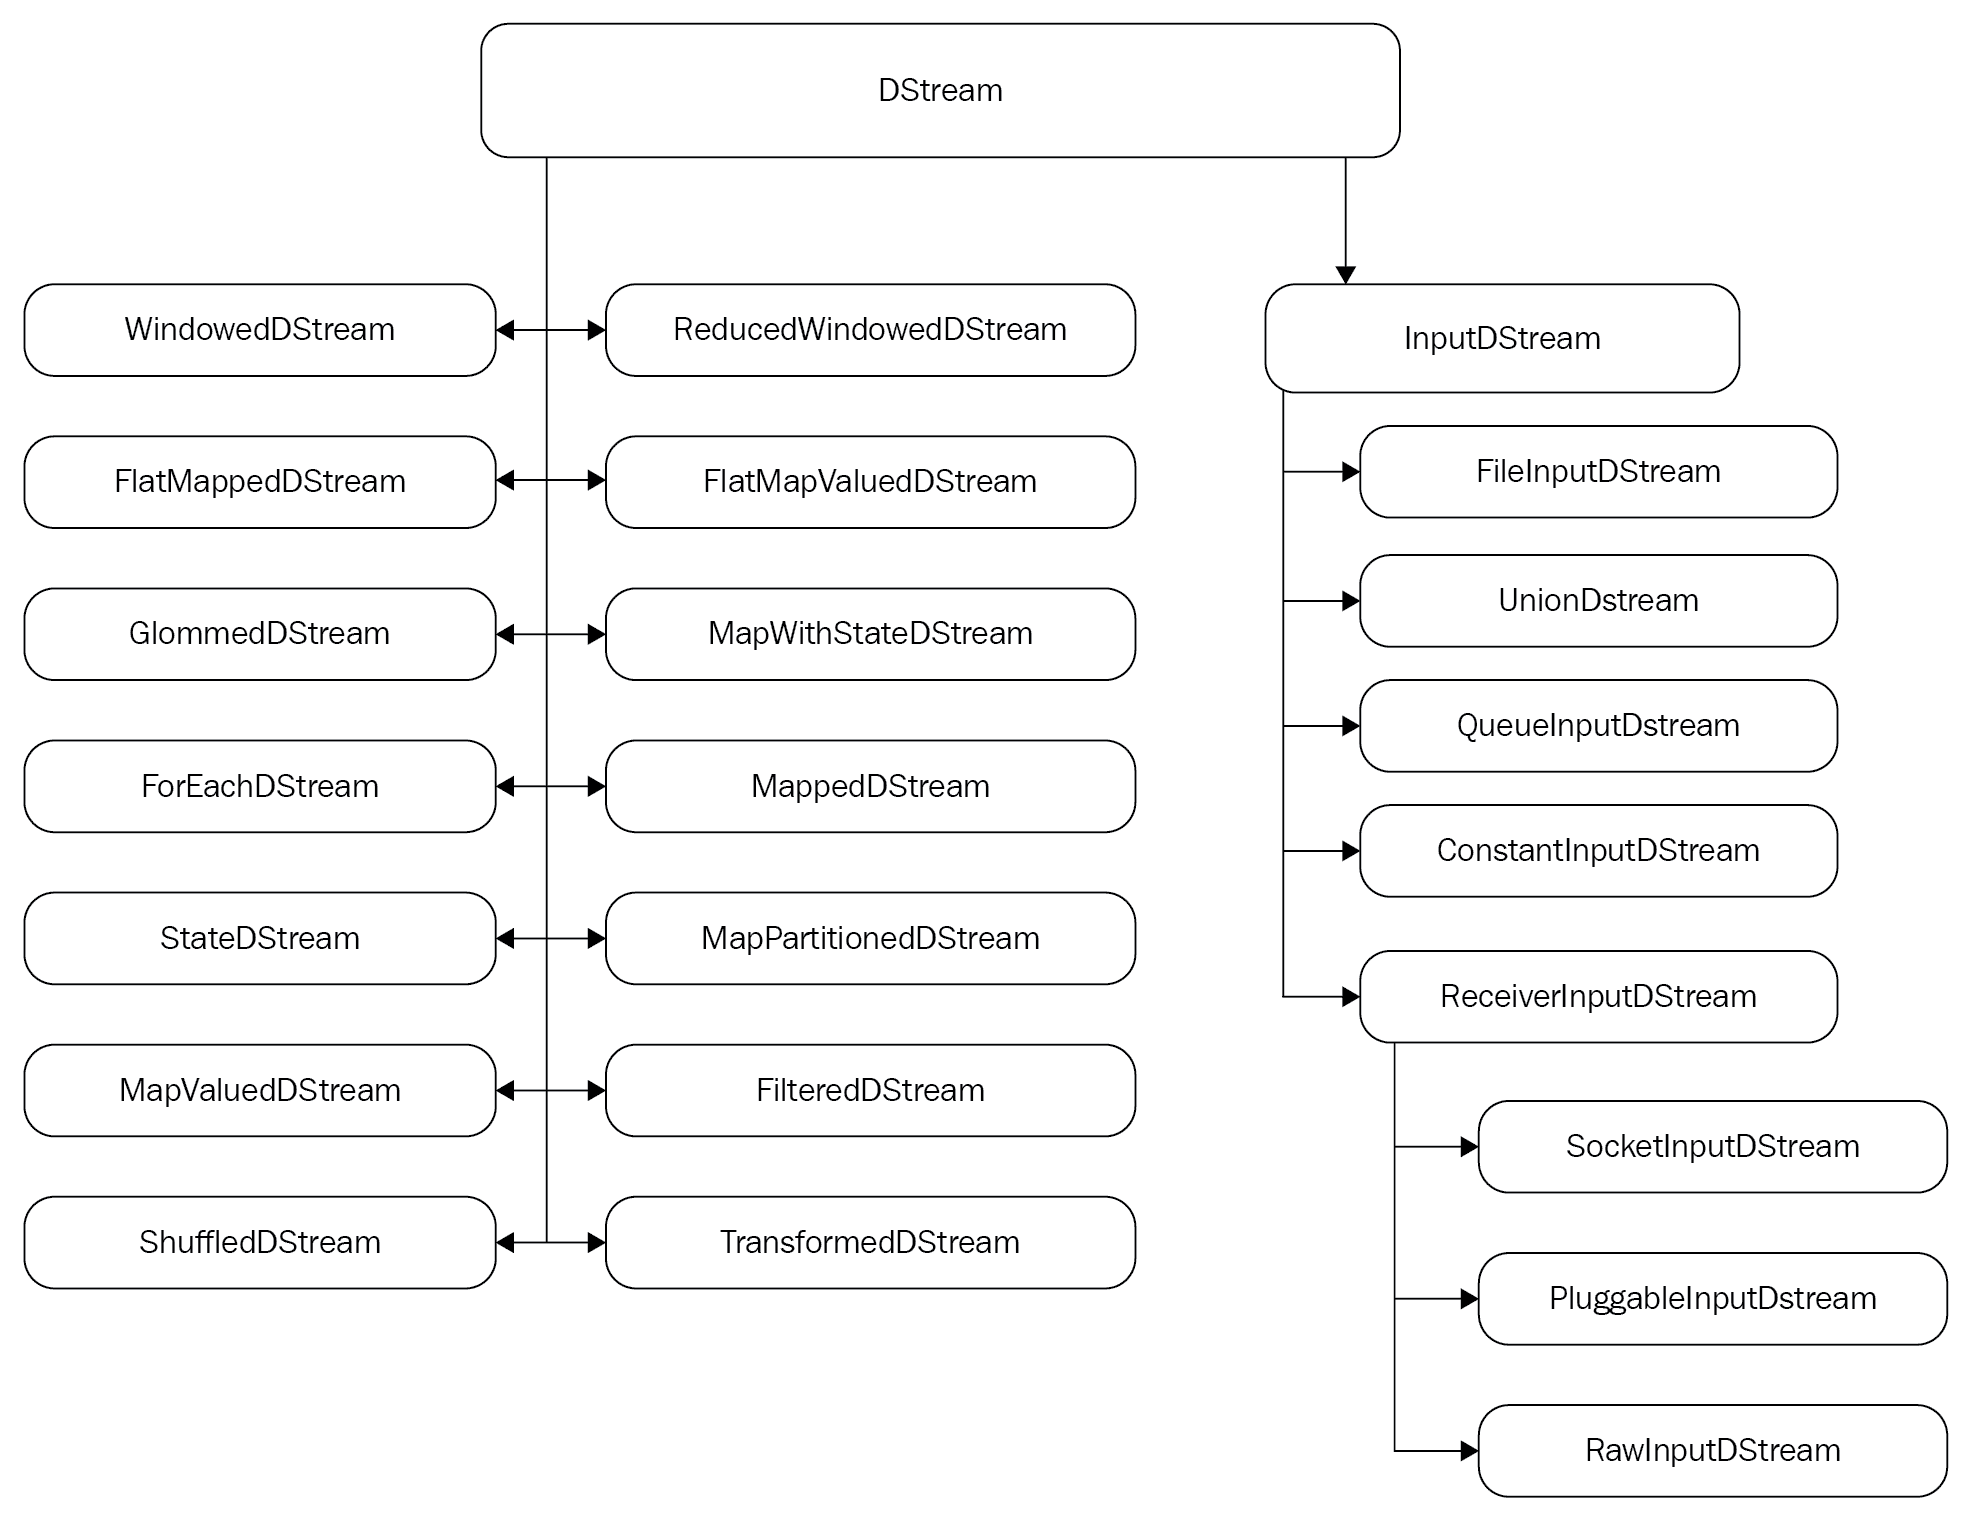 DStream
WindowedDStream
ReducedWindowedDStream
InputDStream
FlatMappedDStream
FlatMapValuedDStream
FileInputDStream
UnionDstream
GlommedDStream
MapWithStateDStream
QueueInputDstream
ForEachDStream
MappedDStream
ConstantInputDStream
StateDStream
MapPartitionedDStream
ReceiverInputDStream
MapValuedDStream
FilteredDStream
SocketInputDStream
ShuffledDStream
TransformedDStream
PluggableInputDstream
RawInputDStream